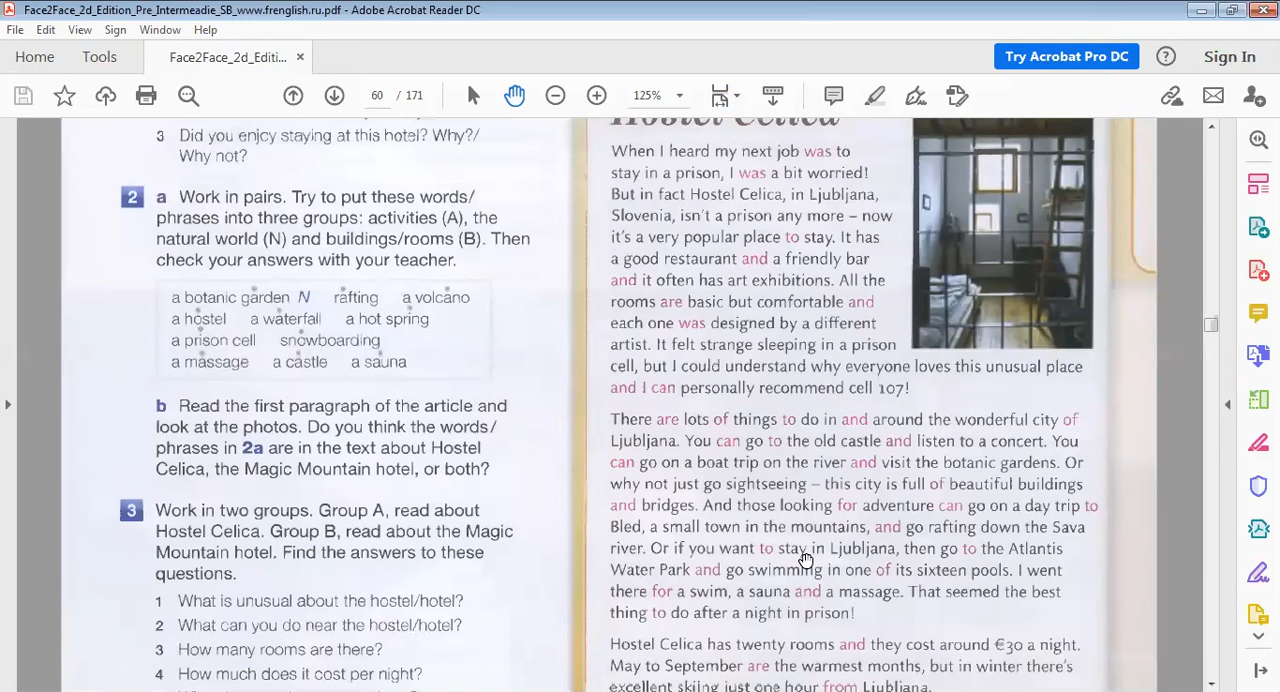 Face2Face_2d_Edition_Pre_Intermeadie_SB_www.frenglish.ru.pdf - Adobe Acrobat Reader DC
File Edit View Sign Window Help
Home Tools Face2Face_2d_Editi... × Try Acrobat Pro DC ? Sign In
60 / 171 125%
3 Did you enjoy staying at this hotel? Why?/
Why not?
2 a Work in pairs. Try to put these words/
phrases into three groups: activities (A), the
natural world (N) and buildings/rooms (B). Then
check your answers with your teacher.
a botanic garden N rafting a volcano
a hostel a waterfall a hot spring
a prison cell snowboarding
a massage a castle a sauna
b Read the first paragraph of the article and
look at the photos. Do you think the words/
phrases in 2a are in the text about Hostel
Celica, the Magic Mountain hotel, or both?
3 Work in two groups. Group A, read about
Hostel Celica. Group B, read about the Magic
Mountain hotel. Find the answers to these
questions.
1 What is unusual about the hostel/hotel?
2 What can you do near the hostel/hotel?
3 How many rooms are there?
4 How much does it cost per night?
Hostel Celica
When I heard my next job was to
stay in a prison, I was a bit worried!
But in fact Hostel Celica, in Ljubljana,
Slovenia, isn't a prison any more – now
it's a very popular place to stay. It has
a good restaurant and a friendly bar
and it often has art exhibitions. All the
rooms are basic but comfortable and
each one was designed by a different
artist. It felt strange sleeping in a prison
cell, but I could understand why everyone loves this unusual place
and I can personally recommend cell 107!
There are lots of things to do in and around the wonderful city of
Ljubljana. You can go to the old castle and listen to a concert. You
can go on a boat trip on the river and visit the botanic gardens. Or
why not just go sightseeing – this city is full of beautiful buildings
and bridges. And those looking for adventure can go on a day trip to
Bled, a small town in the mountains, and go rafting down the Sava
river. Or if you want to stay in Ljubljana, then go to the Atlantis
Water Park and go swimming in one of its sixteen pools. I went
there for a swim, a sauna and a massage. That seemed the best
thing to do after a night in prison!
Hostel Celica has twenty rooms and they cost around €30 a night.
May to September are the warmest months, but in winter there's
excellent skiing just one hour from Ljubljana.